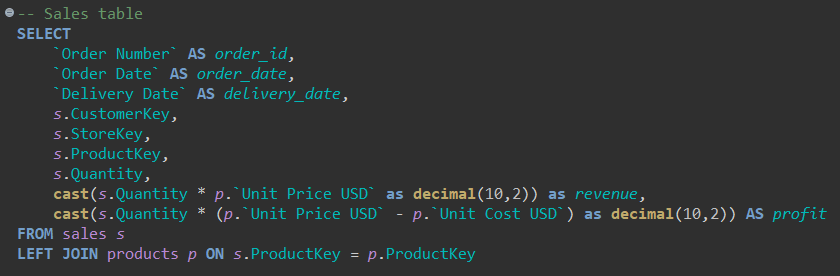 -- Sales table
SELECT
`Order Number` AS order_id,
`Order Date` AS order_date,
`Delivery Date` AS delivery_date,
s.CustomerKey,
s.StoreKey,
s.ProductKey,
s.Quantity,
cast(s.Quantity * p.`Unit Price USD` as decimal(10,2)) as revenue,
cast(s.Quantity * (p.`Unit Price USD` - p.`Unit Cost USD`) as decimal(10,2)) AS profit
FROM sales s
LEFT JOIN products p ON s.ProductKey = p.ProductKey